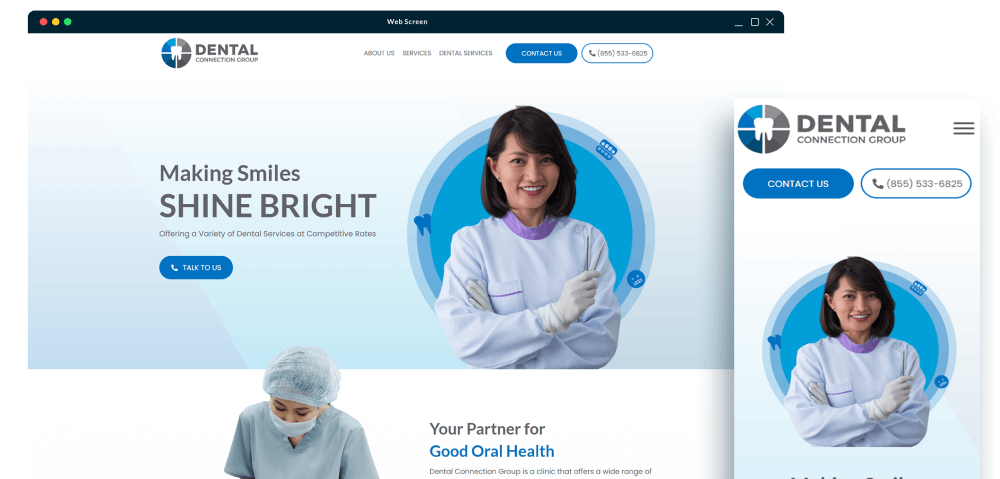 Web Screen
DENTAL
CONNECTION GROUP
ABOUT US SERVICES DENTAL SERVICES CONTACT US (855) 533-6825
Making Smiles
SHINE BRIGHT
Offering a Variety of Dental Services at Competitive Rates
TALK TO US
Your Partner for
Good Oral Health
Dental Connection Group is a clinic that offers a wide range of
DENTAL
CONNECTION GROUP
CONTACT US (855) 533-6825